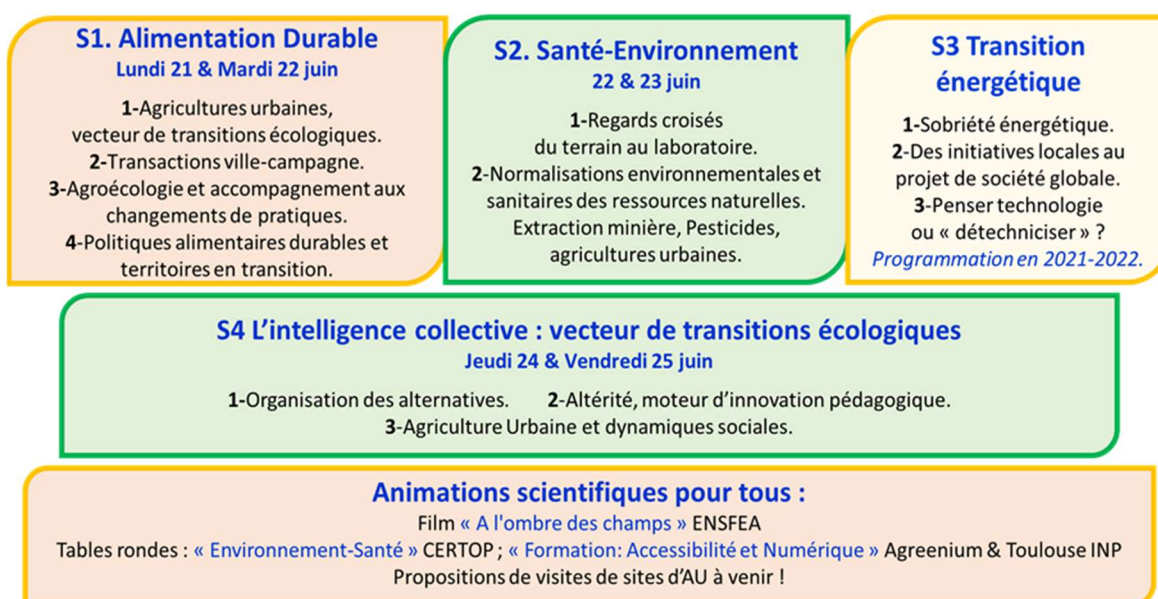 S1. Alimentation Durable
Lundi 21 & Mardi 22 juin
1-Agricultures urbaines,
vecteur de transitions écologiques.
2-Transactions ville-campagne.
3-Agroécologie et accompagnement aux
changements de pratiques.
4-Politiques alimentaires durables et
territoires en transition.
S2. Santé-Environnement
22 & 23 juin
1-Regards croisés
du terrain au laboratoire.
2-Normalisations environnementales et
sanitaires des ressources naturelles.
Extraction minière, Pesticides,
agricultures urbaines.
S3 Transition
énergétique
1-Sobriété énergétique.
2-Des initiatives locales au
projet de société globale.
3-Penser technologie
ou « détechniciser » ?
Programmation en 2021-2022.
S4 L’intelligence collective : vecteur de transitions écologiques
Jeudi 24 & Vendredi 25 juin
1-Organisation des alternatives. 2-Altérité, moteur d’innovation pédagogique.
3-Agriculture Urbaine et dynamiques sociales.
Animations scientifiques pour tous :
Film « A l'ombre des champs » ENSFEA
Tables rondes : « Environnement-Santé » CERTOP ; « Formation: Accessibilité et Numérique » Agreenium & Toulouse INP
Propositions de visites de sites d’AU à venir !